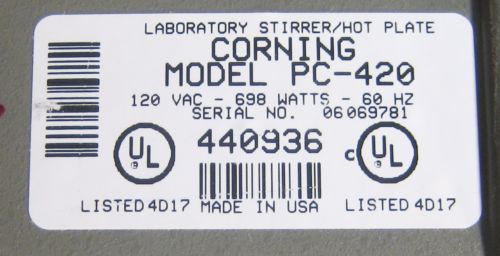 LABORATORY STIRRER/HOT PLATE
CORNING
MODEL PC-420
120 VAC - 698 WATTS - 60 HZ
SERIAL NO. 06069781
UL
440936
C UL
LISTED 4D17 MADE IN USA LISTED 4D17